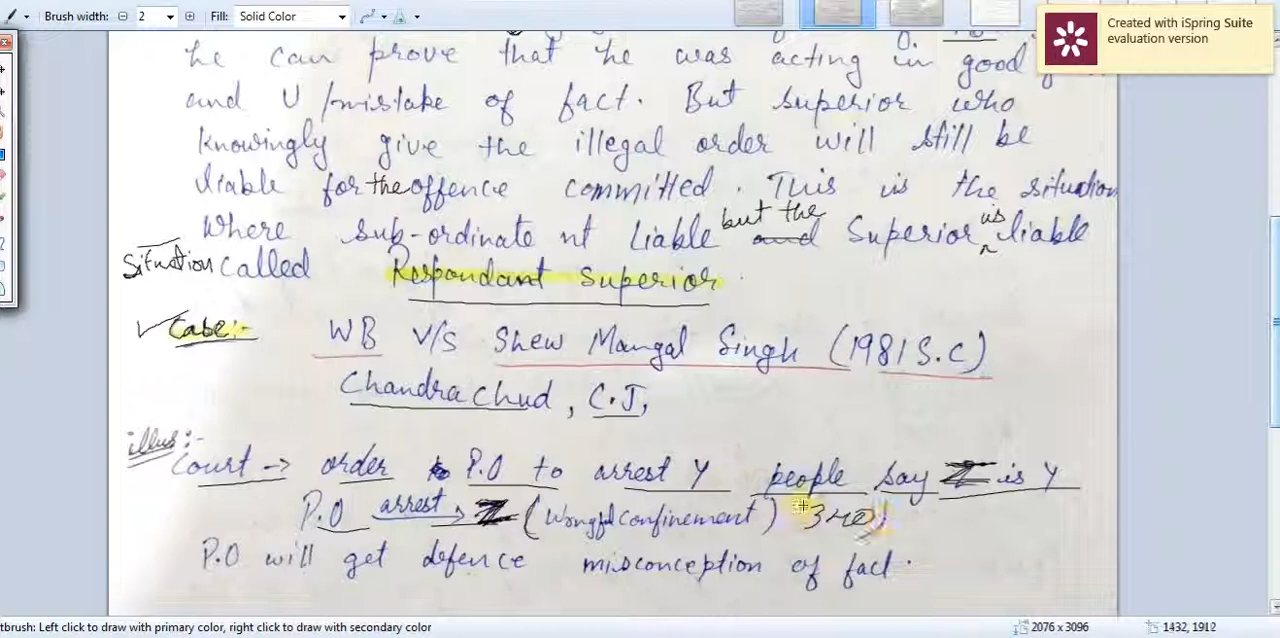 Brush width: 2 Fill: Solid Color
Created with iSpring Suite
evaluation version
he can prove that he was acting in good
and U/mistake of fact. But superior who
knowingly give the illegal order will still be
liable for the offence committed. This is the situation
where sub-ordinate nt liable but the and Superior is liable
Situation called Respondant Superior.
Case:- WB V/S Shew Mangal Singh (1981 S.C)
Chandrachud, C.J,
illus:-
Court → order to P.O to arrest Y people say Z is Y
P.O arrest → Z (Wongful confinement) 340
P.O will get defence misconception of fact.
tbrush: Left click to draw with primary color, right click to draw with secondary color
2076 x 3096
1432, 1912